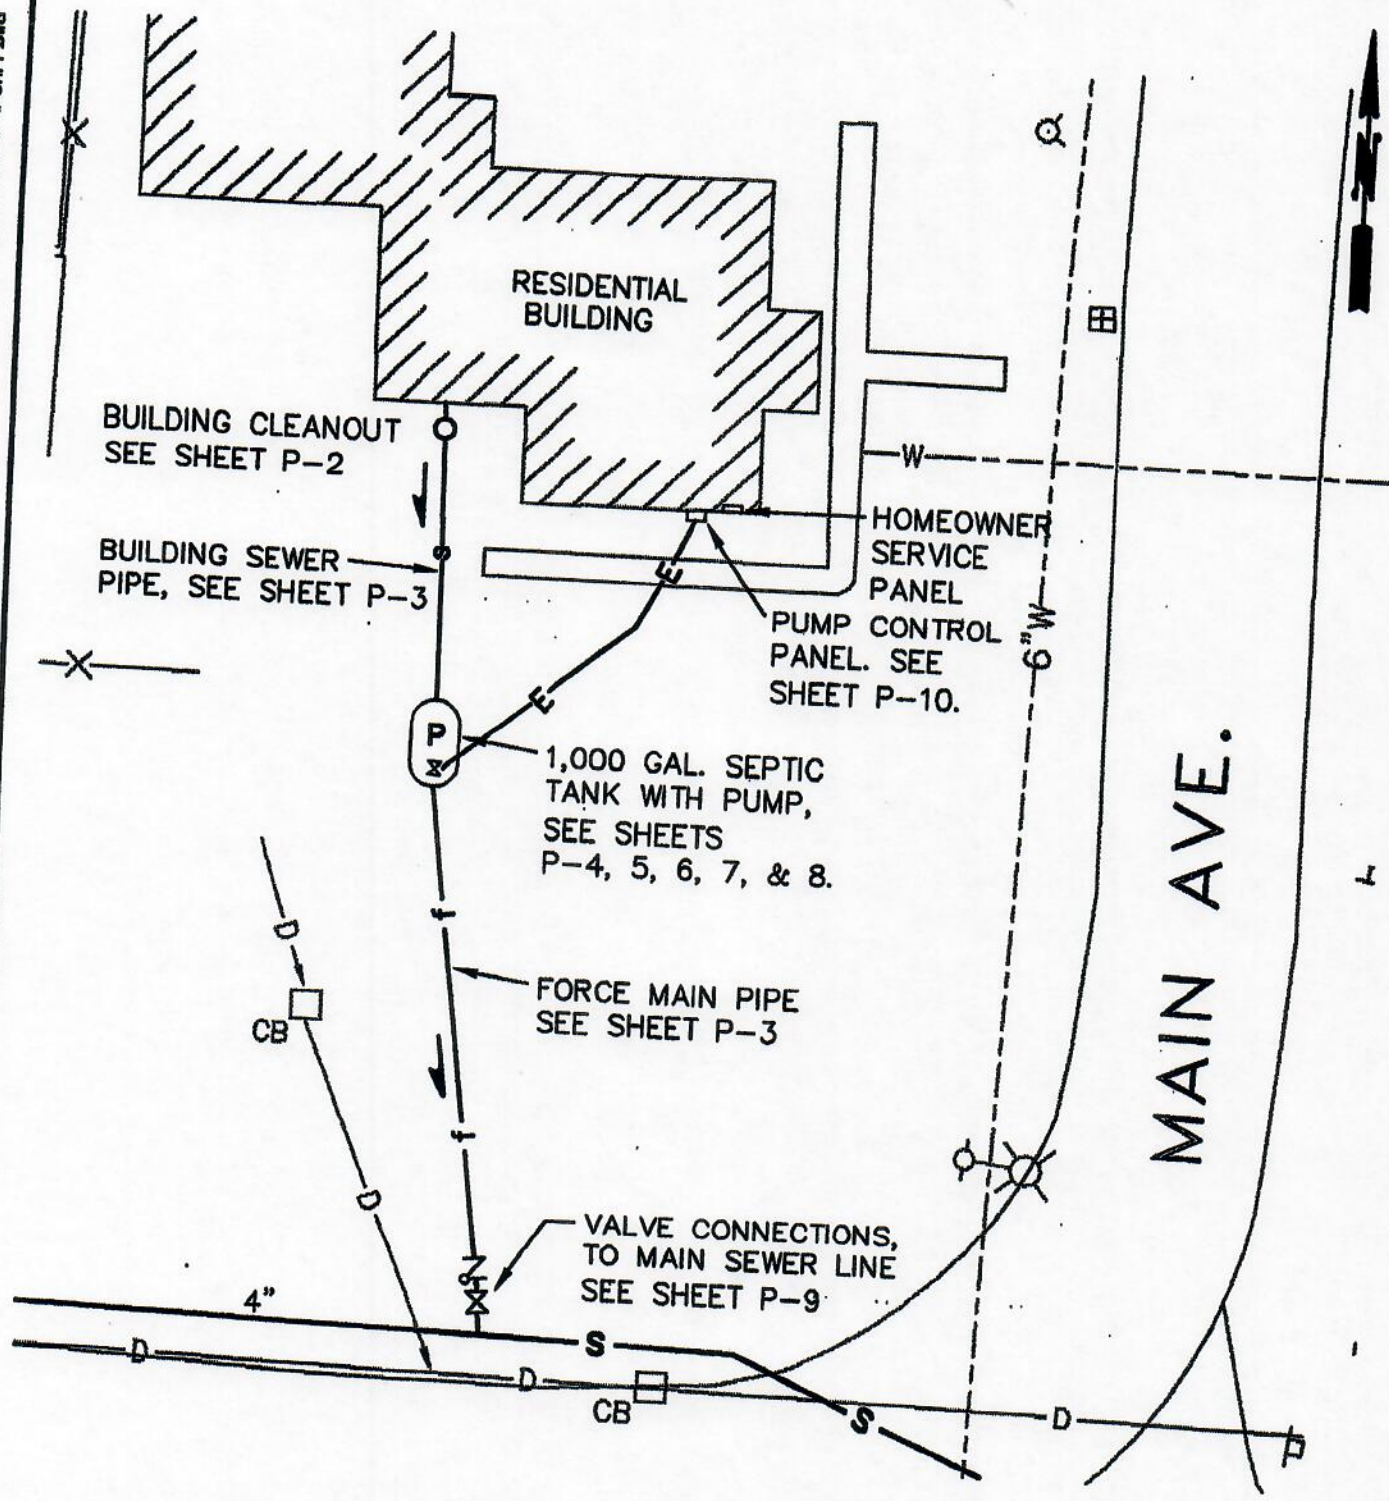 N
RESIDENTIAL
BUILDING
BUILDING CLEANOUT
SEE SHEET P-2
W
HOMEOWNER
SERVICE
PANEL
BUILDING SEWER
PIPE, SEE SHEET P-3
S
E
PUMP CONTROL
PANEL. SEE
SHEET P-10.
6"W
E
P
1,000 GAL. SEPTIC
TANK WITH PUMP,
SEE SHEETS
P-4, 5, 6, 7, & 8.
MAIN AVE.
f
D
CB
FORCE MAIN PIPE
SEE SHEET P-3
f
D
VALVE CONNECTIONS,
TO MAIN SEWER LINE
SEE SHEET P-9
4"
S
D
D
CB
S
D